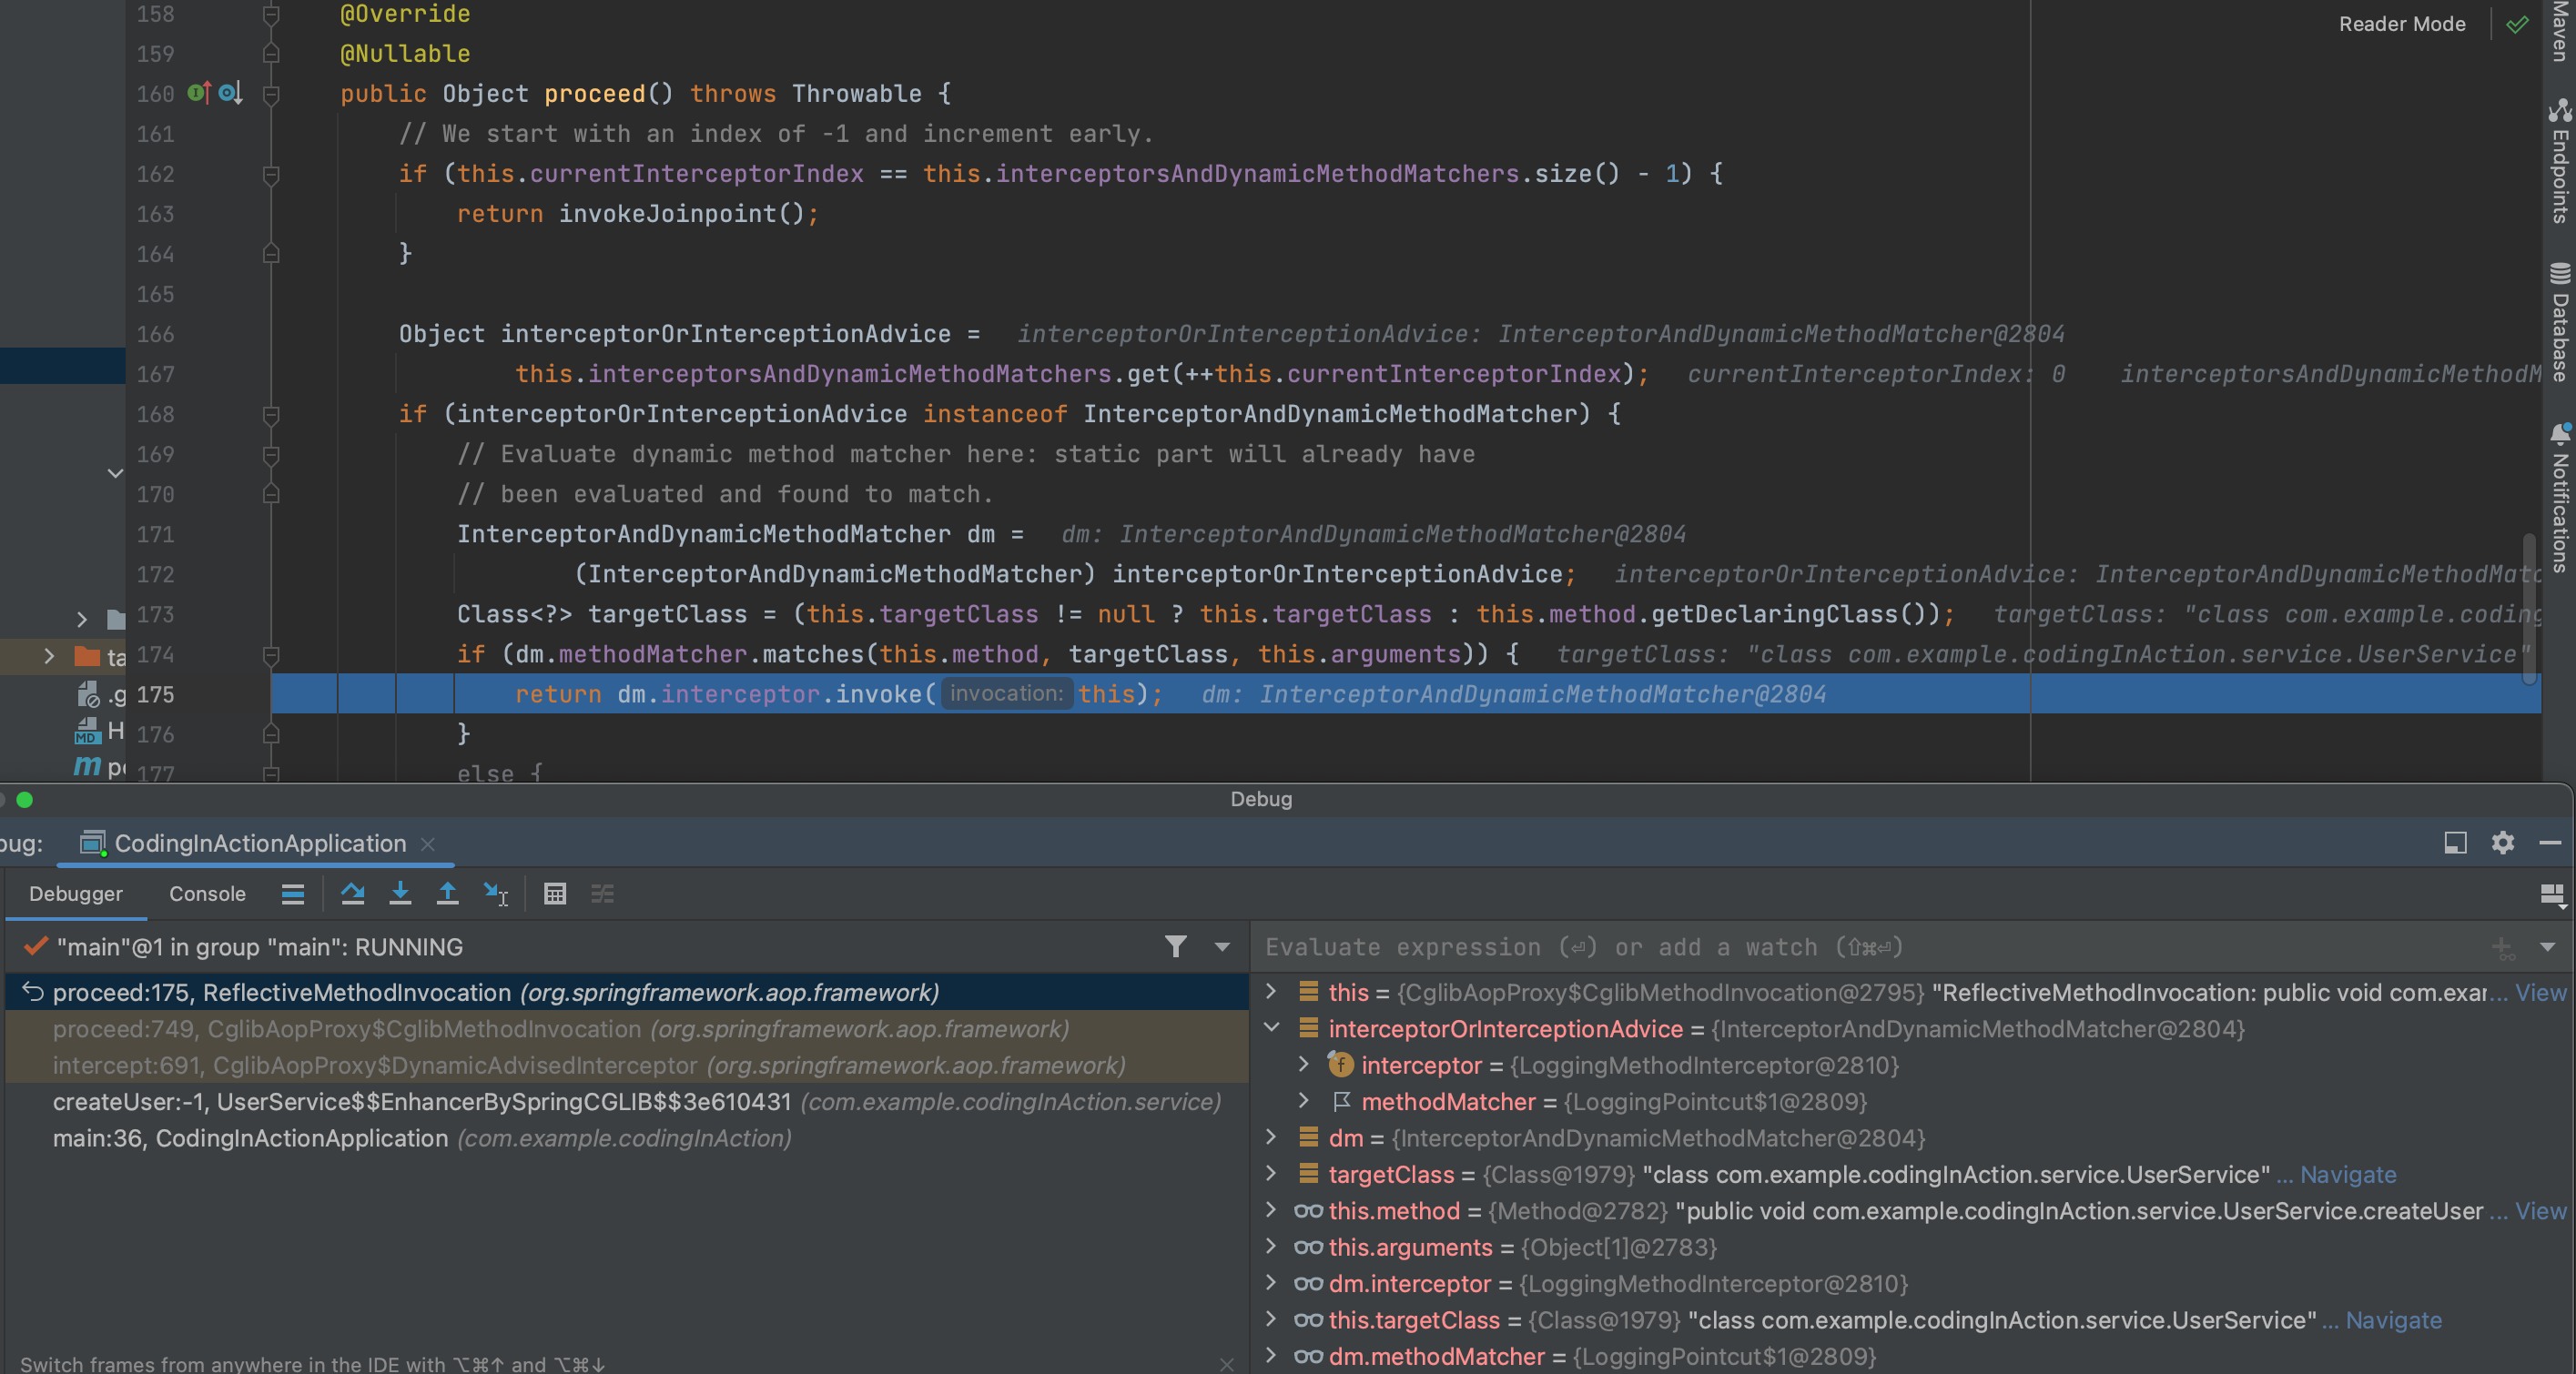 158 @Override
159 @Nullable
160 public Object proceed() throws Throwable {
161 // We start with an index of -1 and increment early.
162 if (this.currentInterceptorIndex == this.interceptorsAndDynamicMethodMatchers.size() - 1) {
163 return invokeJoinpoint();
164 }
165
166 Object interceptorOrInterceptionAdvice = interceptorOrInterceptionAdvice: InterceptorAndDynamicMethodMatcher@2804
167 this.interceptorsAndDynamicMethodMatchers.get(++this.currentInterceptorIndex); currentInterceptorIndex: 0 interceptorsAndDynamicMethodM
168 if (interceptorOrInterceptionAdvice instanceof InterceptorAndDynamicMethodMatcher) {
169 // Evaluate dynamic method matcher here: static part will already have
170 // been evaluated and found to match.
171 InterceptorAndDynamicMethodMatcher dm = dm: InterceptorAndDynamicMethodMatcher@2804
172 (InterceptorAndDynamicMethodMatcher) interceptorOrInterceptionAdvice; interceptorOrInterceptionAdvice: InterceptorAndDynamicMethodMatc
173 Class<?> targetClass = (this.targetClass != null ? this.targetClass : this.method.getDeclaringClass()); targetClass: "class com.example.coding
174 if (dm.methodMatcher.matches(this.method, targetClass, this.arguments)) { targetClass: "class com.example.codingInAction.service.UserService"
175 return dm.interceptor.invoke( invocation: this); dm: InterceptorAndDynamicMethodMatcher@2804
176 }
177 else {
Reader Mode
Maven
Endpoints
Database
Notifications
ta
.g
MD H
m po
Debug
bug: CodingInActionApplication
Debugger Console
"main"@1 in group "main": RUNNING
proceed:175, ReflectiveMethodInvocation (org.springframework.aop.framework)
proceed:749, CglibAopProxy$CglibMethodInvocation (org.springframework.aop.framework)
intercept:691, CglibAopProxy$DynamicAdvisedInterceptor (org.springframework.aop.framework)
createUser:-1, UserService$$EnhancerBySpringCGLIB$$3e610431 (com.example.codingInAction.service)
main:36, CodingInActionApplication (com.example.codingInAction)
Switch frames from anywhere in the IDE with ⌥⌘↑ and ⌥⌘↓
Evaluate expression (⏎) or add a watch (⇧⌘⏎)
this = {CglibAopProxy$CglibMethodInvocation@2795} "ReflectiveMethodInvocation: public void com.exar... View
interceptorOrInterceptionAdvice = {InterceptorAndDynamicMethodMatcher@2804}
f interceptor = {LoggingMethodInterceptor@2810}
methodMatcher = {LoggingPointcut$1@2809}
dm = {InterceptorAndDynamicMethodMatcher@2804}
targetClass = {Class@1979} "class com.example.codingInAction.service.UserService" ... Navigate
this.method = {Method@2782} "public void com.example.codingInAction.service.UserService.createUser ... View
this.arguments = {Object[1]@2783}
dm.interceptor = {LoggingMethodInterceptor@2810}
this.targetClass = {Class@1979} "class com.example.codingInAction.service.UserService" ... Navigate
dm.methodMatcher = {LoggingPointcut$1@2809}